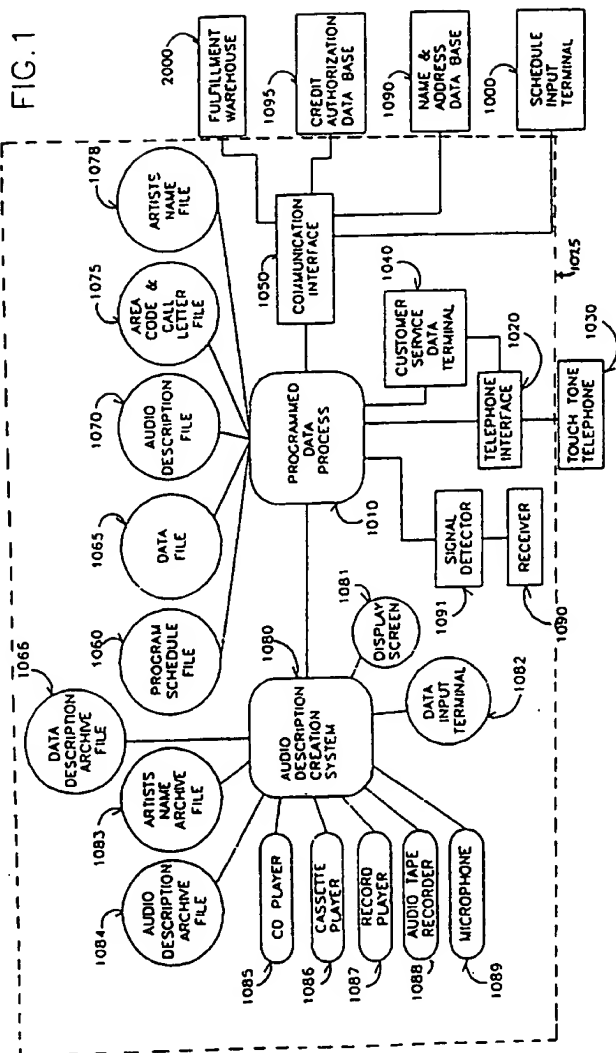 FIG. 1
2000
FULFILLMENT
WAREHOUSE
1095
CREDIT
AUTHORIZATION
DATA BASE
1090
NAME &
ADDRESS
DATA BASE
1000
SCHEDULE
INPUT
TERMINAL
1078
ARTISTS
NAME
FILE
1075
AREA
CODE &
CALL
LETTER
FILE
1070
AUDIO
DESCRIPTION
FILE
1065
DATA
FILE
1060
PROGRAM
SCHEDULE
FILE
1066
DATA
DESCRIPTION
ARCHIVE
FILE
1083
ARTISTS
NAME
ARCHIVE
FILE
1084
AUDIO
DESCRIPTION
ARCHIVE
FILE
1050
COMMUNICATION
INTERFACE
PROGRAMMED
DATA
PROCESS
1010
1080
AUDIO
DESCRIPTION
CREATION
SYSTEM
1040
CUSTOMER
SERVICE
DATA
TERMINAL
1020
TELEPHONE
INTERFACE
1025
1030
TOUCH TONE
TELEPHONE
SIGNAL
DETECTOR
1091
RECEIVER
1090
1081
DISPLAY
SCREEN
DATA
INPUT
TERMINAL
1082
CD PLAYER
1085
CASSETTE
PLAYER
1086
RECORD
PLAYER
1087
AUDIO TAPE
RECORDER
1088
MICROPHONE
1089